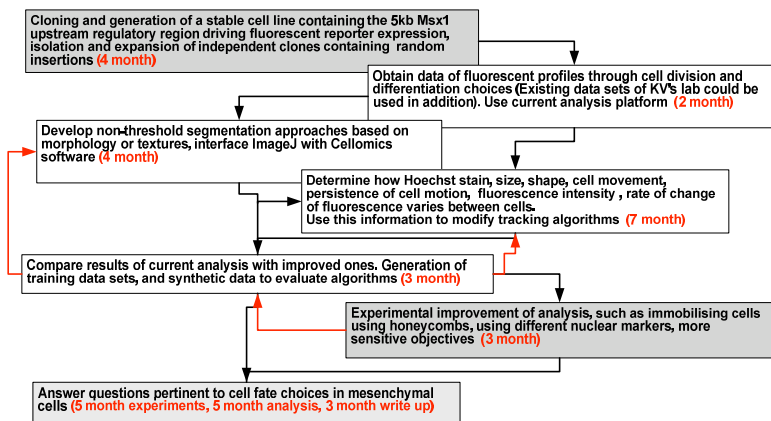 Cloning and generation of a stable cell line containing the 5kb Msx1
upstream regulatory region driving fluorescent reporter expression,
isolation and expansion of independent clones containing random
insertions (4 month)
Obtain data of fluorescent profiles through cell division and
differentiation choices (Existing data sets of KV's lab could be
used in addition). Use current analysis platform (2 month)
Develop non-threshold segmentation approaches based on
morphology or textures, interface ImageJ with Cellomics
software (4 month)
Determine how Hoechst stain, size, shape, cell movement,
persistence of cell motion, fluorescence intensity , rate of change
of fluorescence varies between cells.
Use this information to modify tracking algorithms (7 month)
Compare results of current analysis with improved ones. Generation of
training data sets, and synthetic data to evaluate algorithms (3 month)
Experimental improvement of analysis, such as immobilising cells
using honeycombs, using different nuclear markers, more
sensitive objectives (3 month)
Answer questions pertinent to cell fate choices in mesenchymal
cells (5 month experiments, 5 month analysis, 3 month write up)